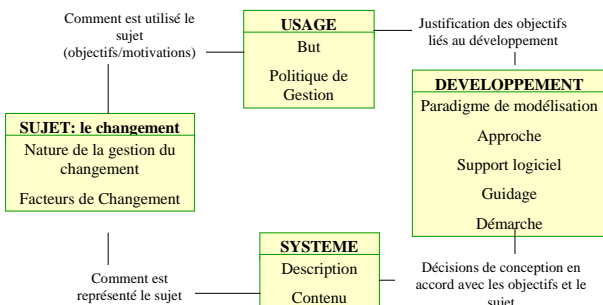 Comment est utilisé le
sujet
(objectifs/motivations)
USAGE
But
Politique de
Gestion
Justification des objectifs
liés au développement
SUJET: le changement
Nature de la gestion du
changement
Facteurs de Changement
DEVELOPPEMENT
Paradigme de modélisation
Approche
Support logiciel
Guidage
Démarche
Comment est
représenté le sujet
SYSTEME
Description
Contenu
Décisions de conception en
accord avec les objectifs et le
sujet